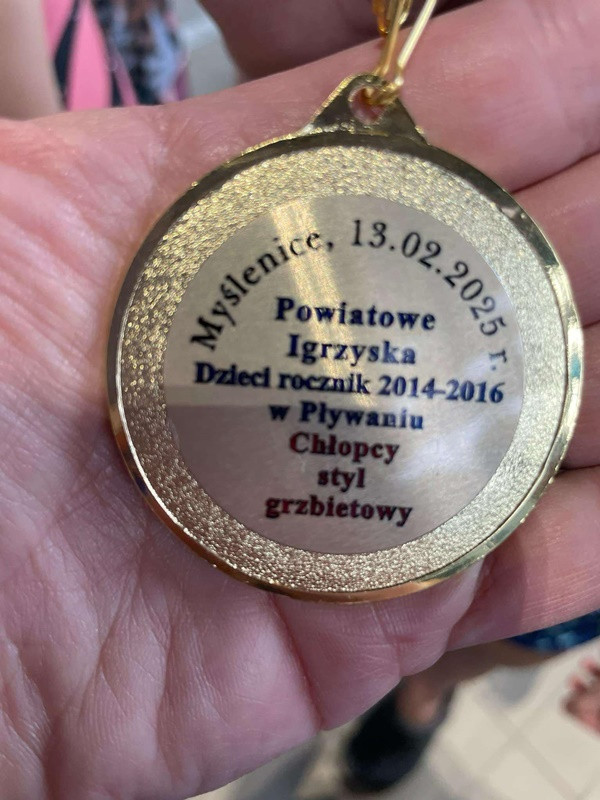 Myślenice, 13.02.2025 r.
Powiatowe
Igrzyska
Dzieci rocznik 2014-2016
w Pływaniu
Chłopcy
styl
grzbietowy